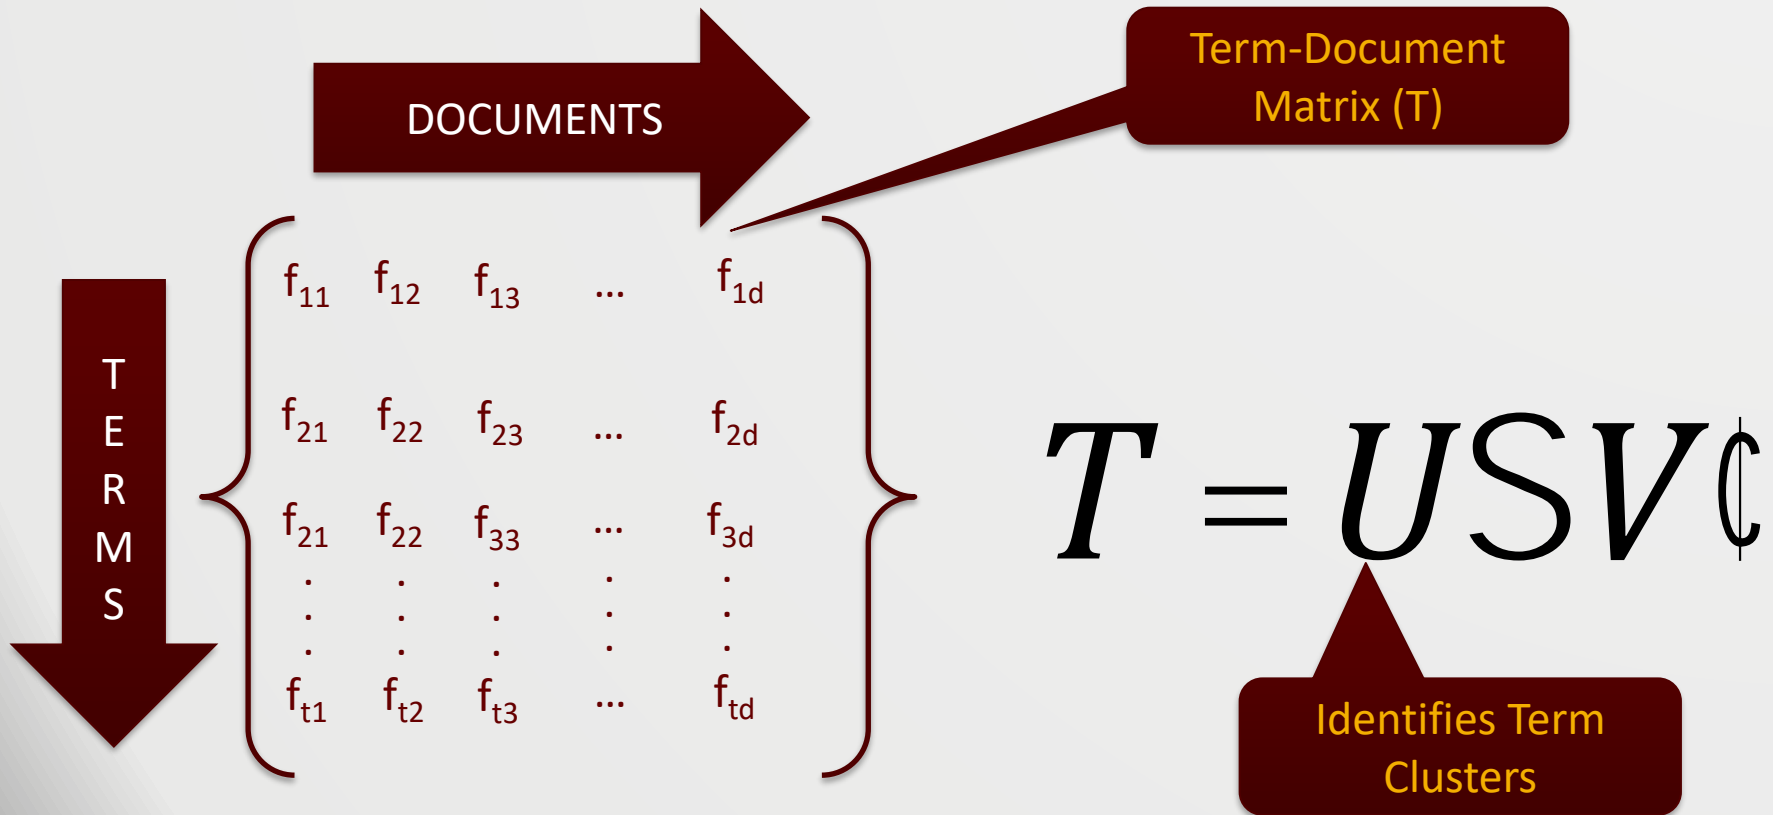 DOCUMENTS
Term-Document
Matrix (T)
T
E
R
M
S
f11 f12 f13 ... f1d
f21 f22 f23 ... f2d
f21 f22 f33 ... f3d
. . . . .
. . . . .
. . . . .
ft1 ft2 ft3 ... ftd
T = USV¢
Identifies Term
Clusters